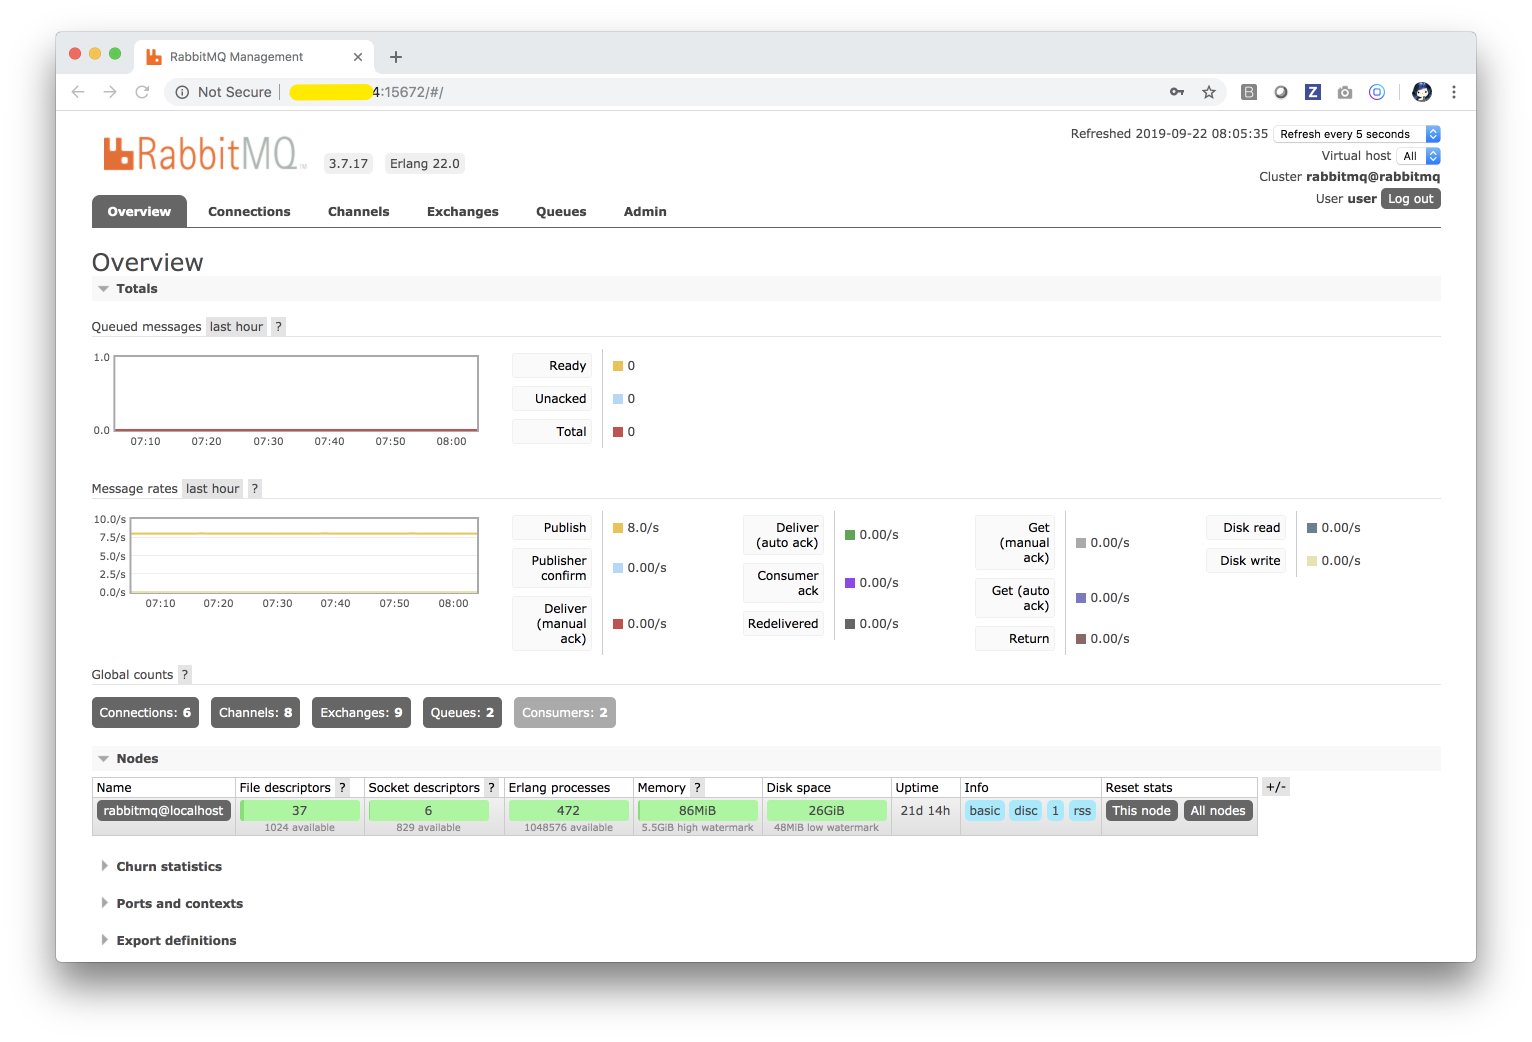 RabbitMQ Management
Not Secure 4:15672/#/
Refreshed 2019-09-22 08:05:35 Refresh every 5 seconds
RabbitMQ TM 3.7.17 Erlang 22.0
Virtual host All
Cluster rabbitmq@rabbitmq
User user Log out
Overview Connections Channels Exchanges Queues Admin
Overview
Totals
Queued messages last hour ?
1.0
0.0
07:10 07:20 07:30 07:40 07:50 08:00
Ready 0
Unacked 0
Total 0
Message rates last hour ?
10.0/s
7.5/s
5.0/s
2.5/s
0.0/s
07:10 07:20 07:30 07:40 07:50 08:00
Publish 8.0/s
Publisher confirm 0.00/s
Deliver (manual ack) 0.00/s
Deliver (auto ack) 0.00/s
Consumer ack 0.00/s
Redelivered 0.00/s
Get (manual ack) 0.00/s
Get (auto ack) 0.00/s
Return 0.00/s
Disk read 0.00/s
Disk write 0.00/s
Global counts ?
Connections: 6 Channels: 8 Exchanges: 9 Queues: 2 Consumers: 2
Nodes
Name File descriptors ? Socket descriptors ? Erlang processes Memory ? Disk space Uptime Info Reset stats +/-
rabbitmq@localhost 37 6 472 86MiB 26GiB 21d 14h basic disc 1 rss This node All nodes
1024 available 829 available 1048576 available 5.5GiB high watermark 48MiB low watermark
Churn statistics
Ports and contexts
Export definitions